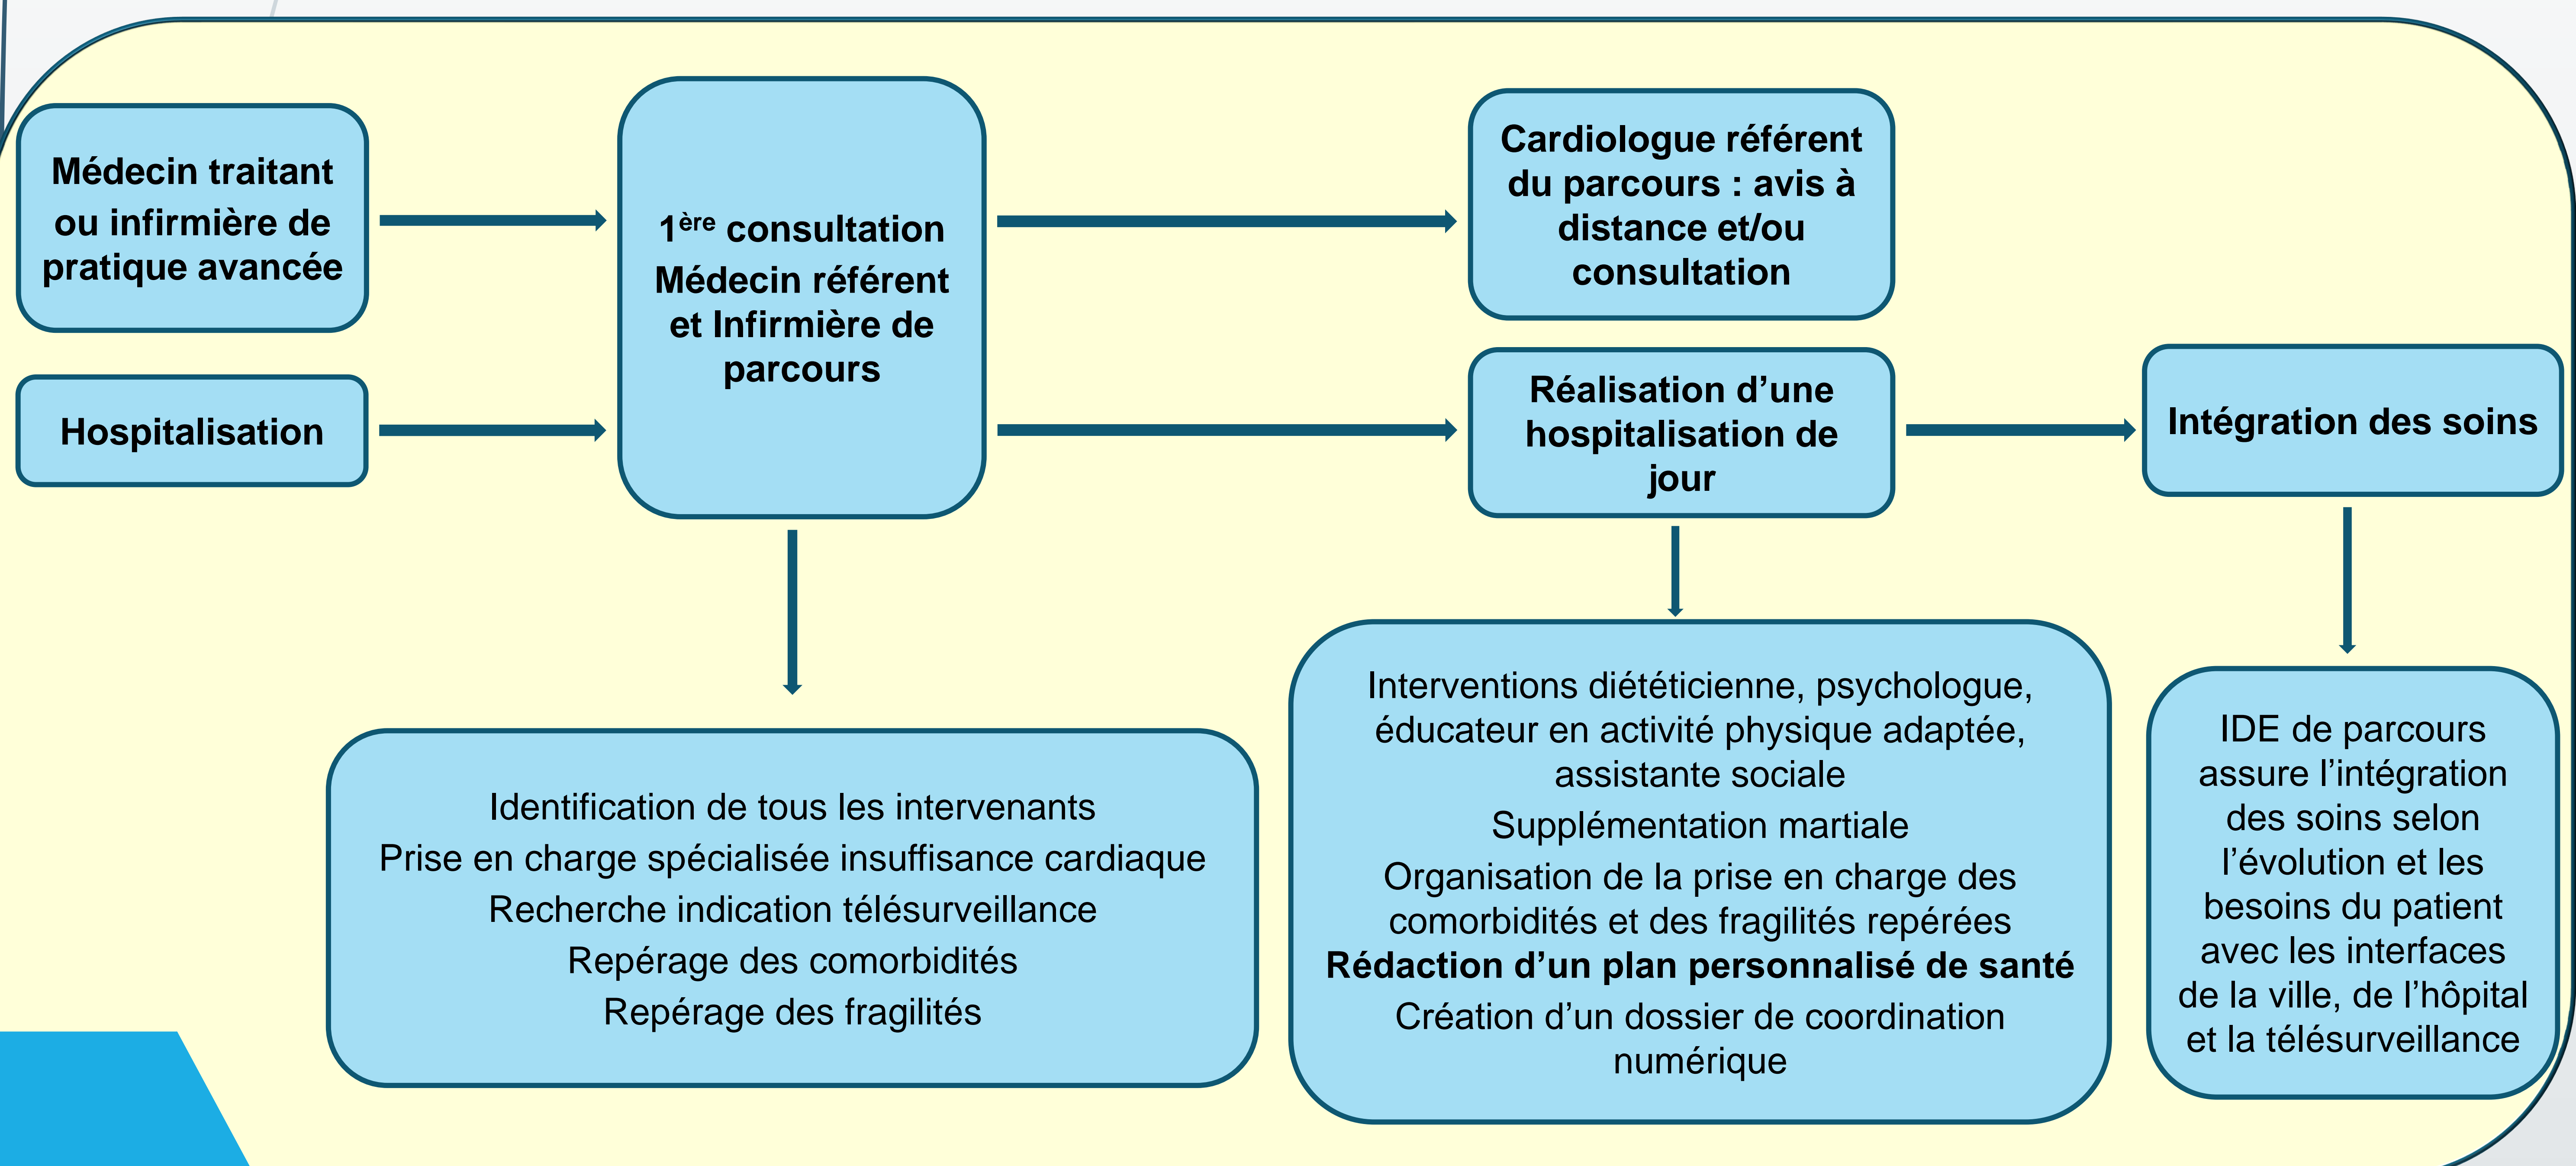 Médecin traitant
ou infirmière de
pratique avancée
Hospitalisation
1ère consultation
Médecin référent
et Infirmière de
parcours
Cardiologue référent
du parcours : avis à
distance et/ou
consultation
Réalisation d’une
hospitalisation de
jour
Intégration des soins
Identification de tous les intervenants
Prise en charge spécialisée insuffisance cardiaque
Recherche indication télésurveillance
Repérage des comorbidités
Repérage des fragilités
Interventions diététicienne, psychologue,
éducateur en activité physique adaptée,
assistante sociale
Supplémentation martiale
Organisation de la prise en charge des
comorbidités et des fragilités repérées
Rédaction d’un plan personnalisé de santé
Création d’un dossier de coordination
numérique
IDE de parcours
assure l’intégration
des soins selon
l’évolution et les
besoins du patient
avec les interfaces
de la ville, de l’hôpital
et la télésurveillance